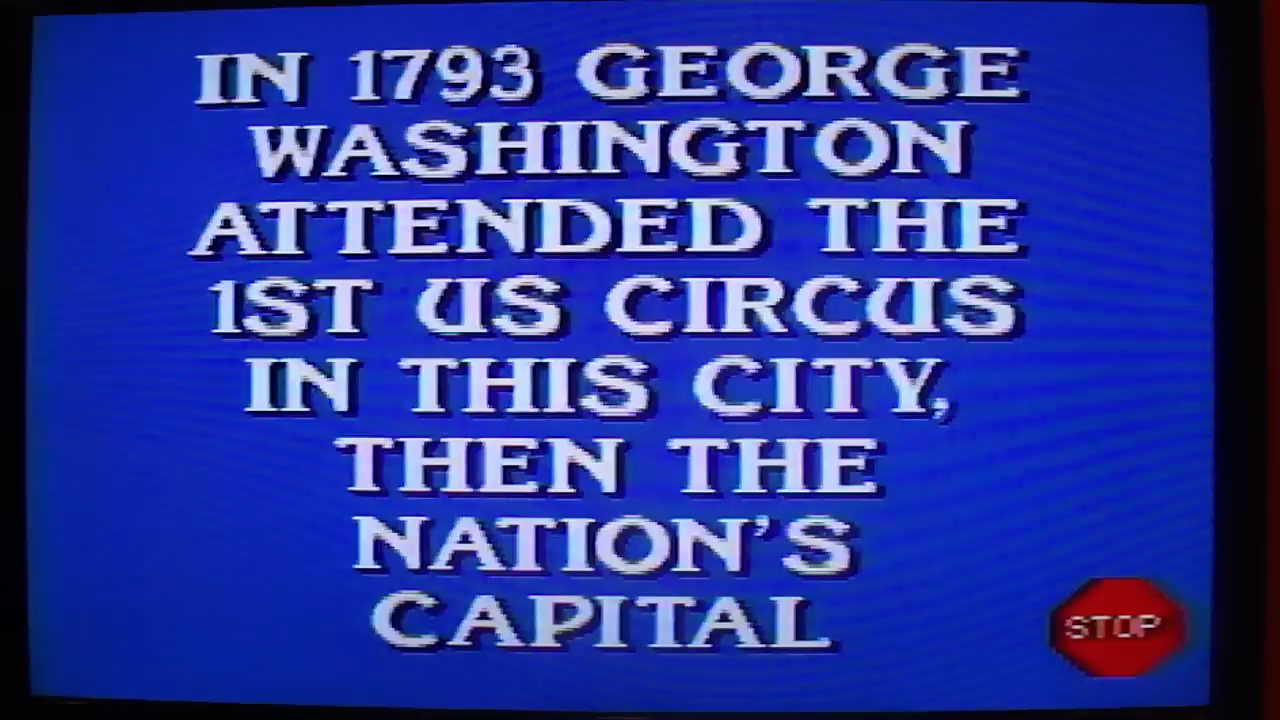 IN 1793 GEORGE
WASHINGTON
ATTENDED THE
1ST US CIRCUS
IN THIS CITY,
THEN THE
NATION'S
CAPITAL
STOP